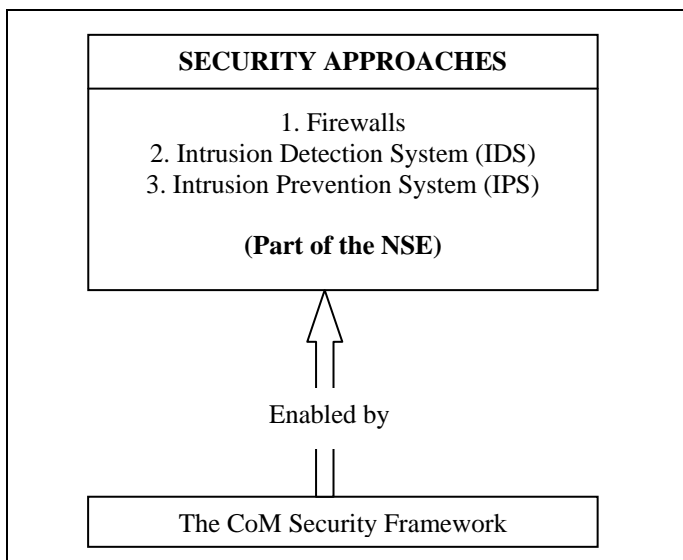 SECURITY APPROACHES
1. Firewalls
2. Intrusion Detection System (IDS)
3. Intrusion Prevention System (IPS)
(Part of the NSE)
Enabled by
The CoM Security Framework